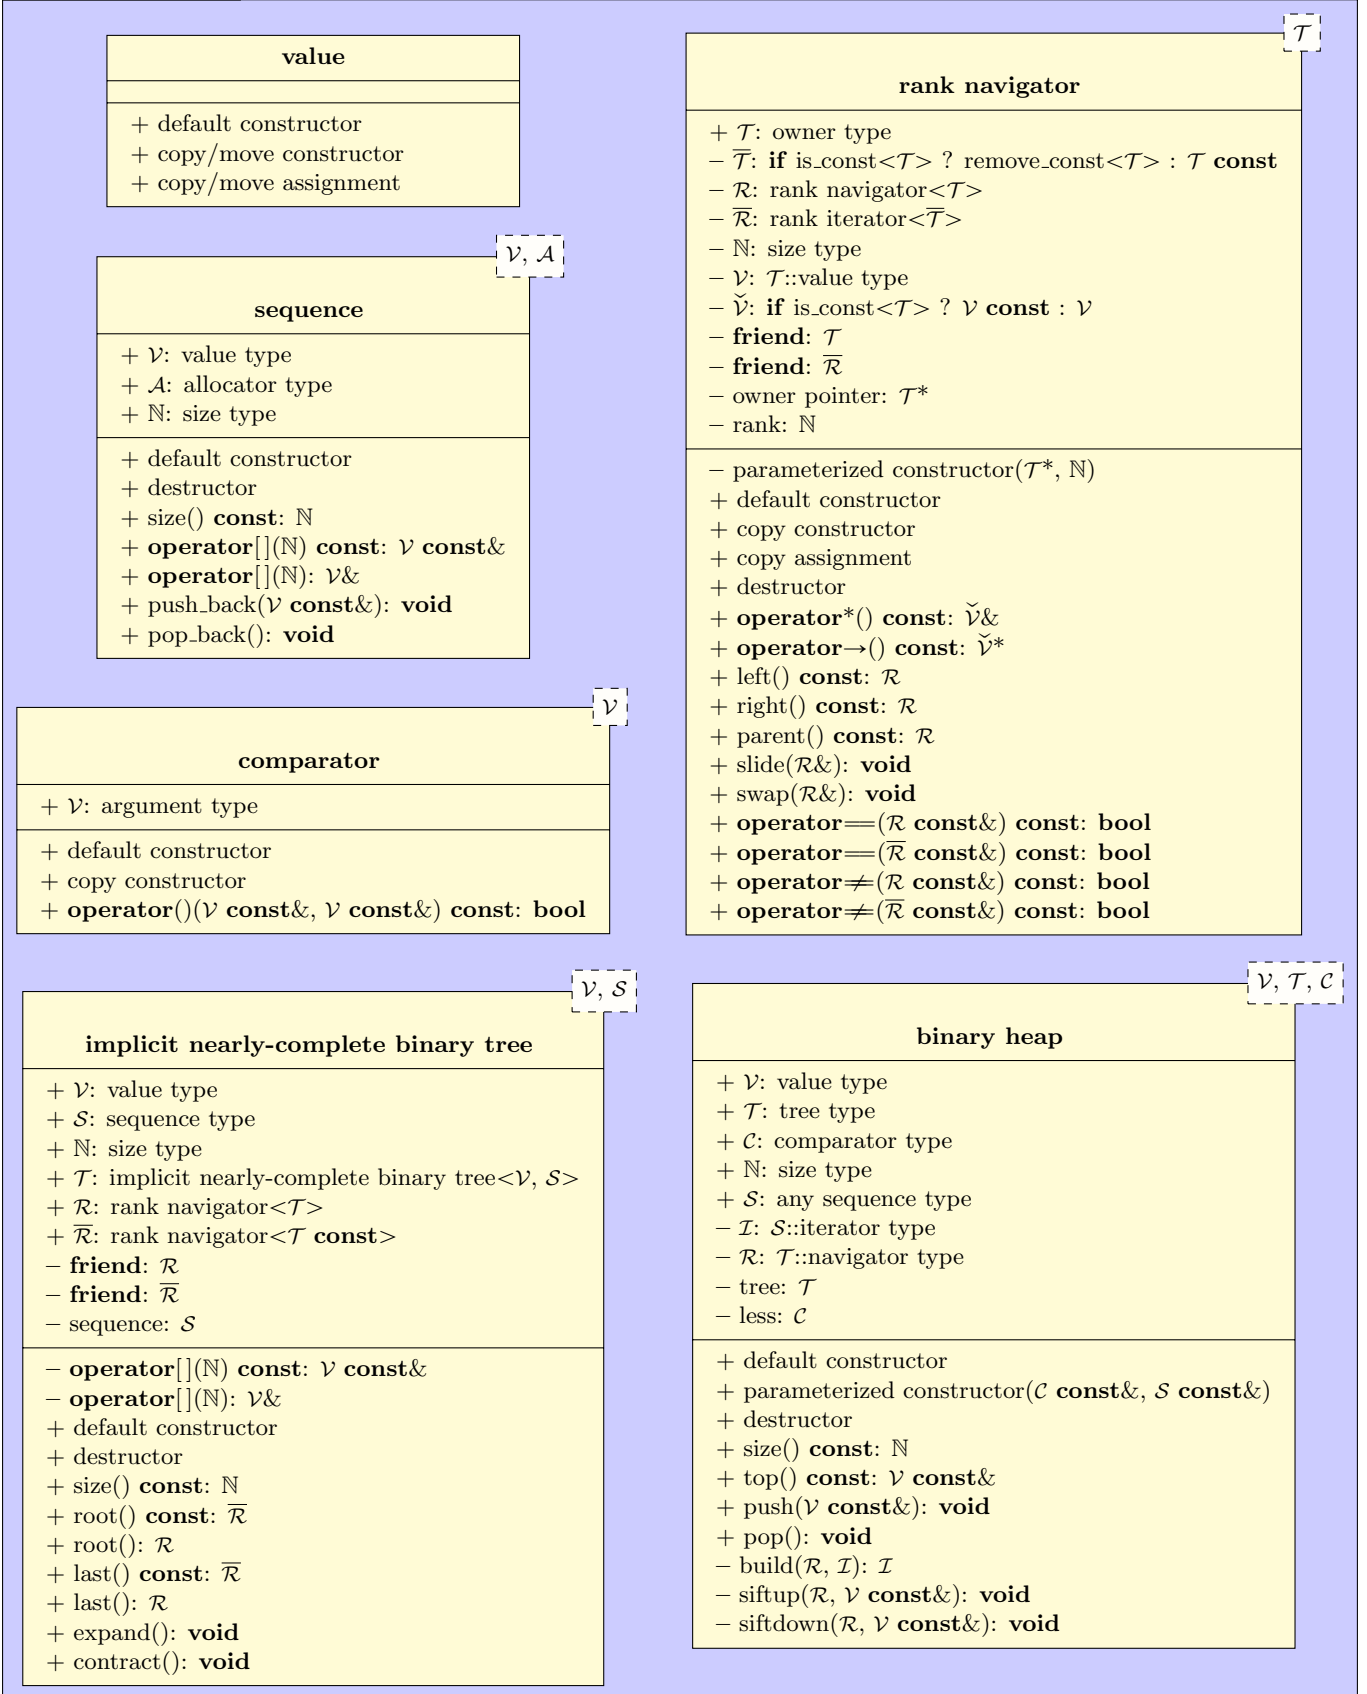 value
+ default constructor
+ copy/move constructor
+ copy/move assignment
𝒱, 𝒜
sequence
+ 𝒱: value type
+ 𝒜: allocator type
+ ℕ: size type
+ default constructor
+ destructor
+ size() const: ℕ
+ operator[ ](ℕ) const: 𝒱 const&
+ operator[ ](ℕ): 𝒱&
+ push_back(𝒱 const&): void
+ pop_back(): void
𝒱
comparator
+ 𝒱: argument type
+ default constructor
+ copy constructor
+ operator()(𝒱 const&, 𝒱 const&) const: bool
𝒱, 𝒮
implicit nearly-complete binary tree
+ 𝒱: value type
+ 𝒮: sequence type
+ ℕ: size type
+ 𝒯: implicit nearly-complete binary tree<𝒱, 𝒮>
+ ℛ: rank navigator<𝒯>
+ ℛ̅: rank navigator<𝒯 const>
− friend: ℛ
− friend: ℛ̅
− sequence: 𝒮
− operator[ ](ℕ) const: 𝒱 const&
− operator[ ](ℕ): 𝒱&
+ default constructor
+ destructor
+ size() const: ℕ
+ root() const: ℛ̅
+ root(): ℛ
+ last() const: ℛ̅
+ last(): ℛ
+ expand(): void
+ contract(): void
𝒯
rank navigator
+ 𝒯: owner type
− 𝒯̅: if is_const<𝒯> ? remove_const<𝒯> : 𝒯 const
− ℛ: rank navigator<𝒯>
− ℛ̅: rank iterator<𝒯̅>
− ℕ: size type
− 𝒱: 𝒯::value type
− 𝒱̌: if is_const<𝒯> ? 𝒱 const : 𝒱
− friend: 𝒯
− friend: ℛ̅
− owner pointer: 𝒯*
− rank: ℕ
− parameterized constructor(𝒯*, ℕ)
+ default constructor
+ copy constructor
+ copy assignment
+ destructor
+ operator*() const: 𝒱̌&
+ operator→() const: 𝒱̌*
+ left() const: ℛ
+ right() const: ℛ
+ parent() const: ℛ
+ slide(ℛ&): void
+ swap(ℛ&): void
+ operator==(ℛ const&) const: bool
+ operator==(ℛ̅ const&) const: bool
+ operator≠(ℛ const&) const: bool
+ operator≠(ℛ̅ const&) const: bool
𝒱, 𝒯, 𝒞
binary heap
+ 𝒱: value type
+ 𝒯: tree type
+ 𝒞: comparator type
+ ℕ: size type
+ 𝒮: any sequence type
− ℐ: 𝒮::iterator type
− ℛ: 𝒯::navigator type
− tree: 𝒯
− less: 𝒞
+ default constructor
+ parameterized constructor(𝒞 const&, 𝒮 const&)
+ destructor
+ size() const: ℕ
+ top() const: 𝒱 const&
+ push(𝒱 const&): void
+ pop(): void
− build(ℛ, ℐ): ℐ
− siftup(ℛ, 𝒱 const&): void
− siftdown(ℛ, 𝒱 const&): void